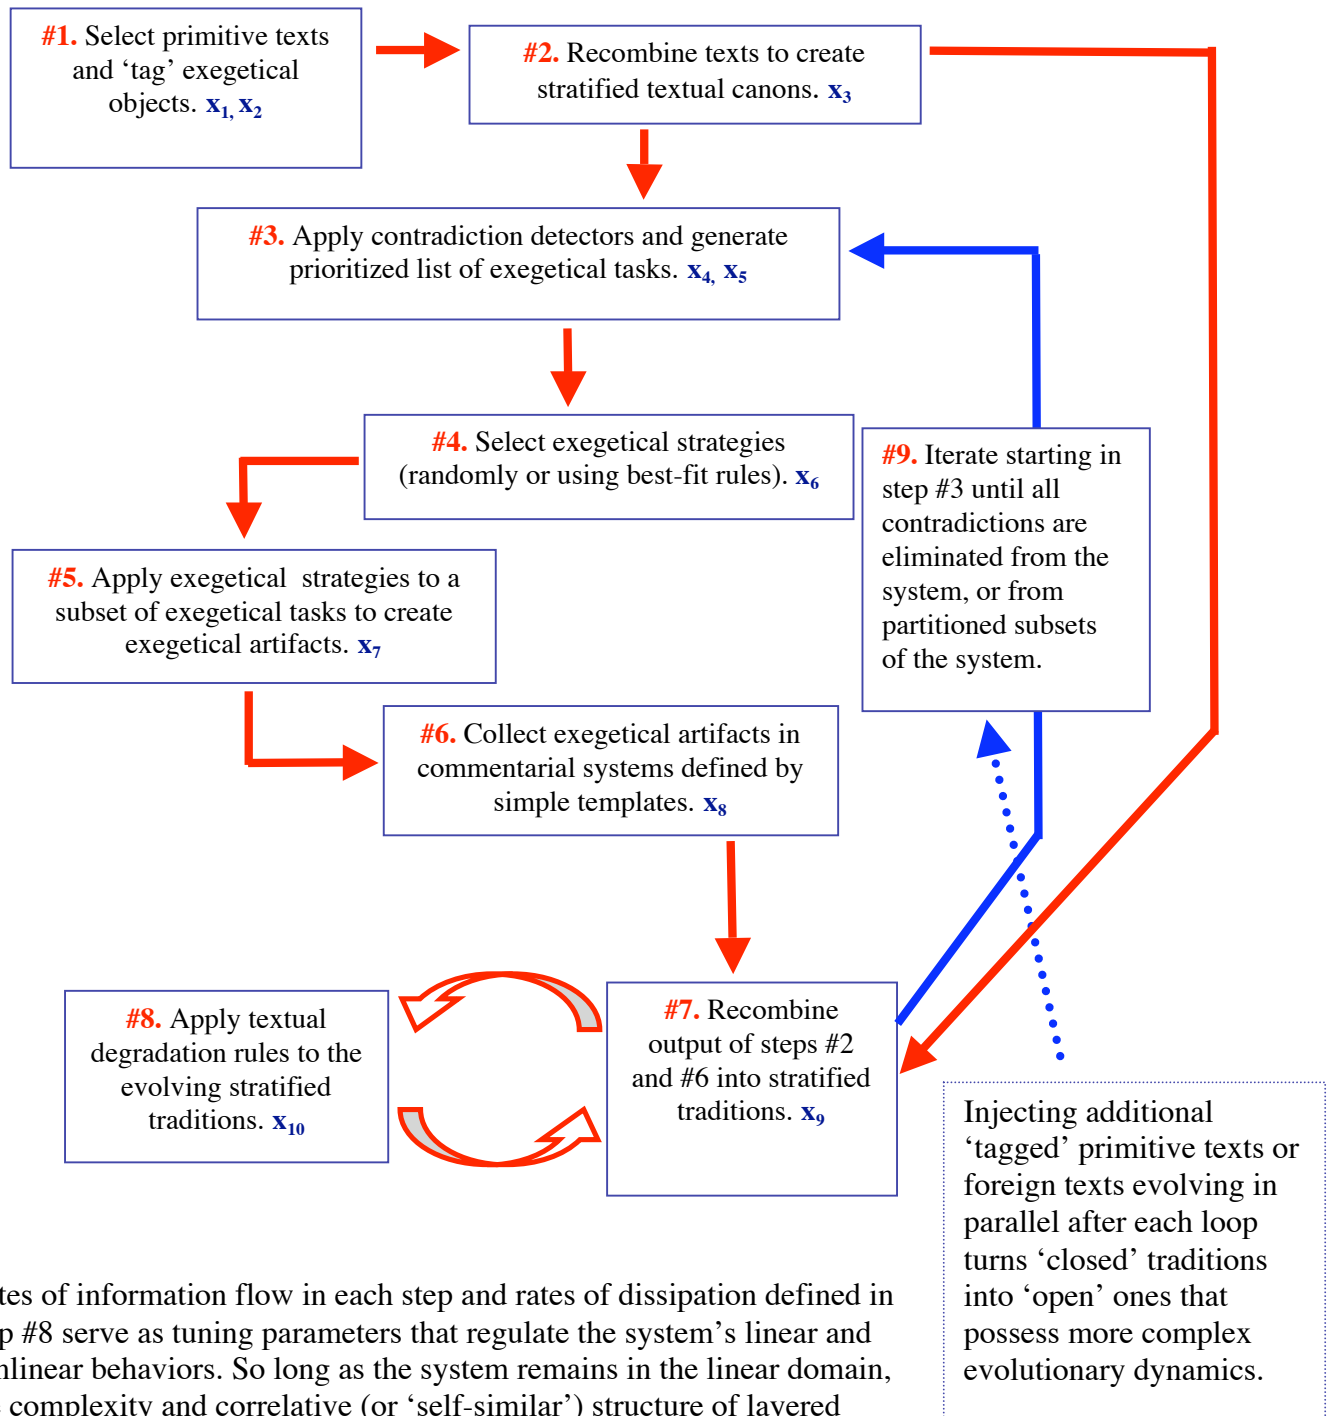 #1. Select primitive texts
and ‘tag’ exegetical
objects. x1, x2
#2. Recombine texts to create
stratified textual canons. x3
#3. Apply contradiction detectors and generate
prioritized list of exegetical tasks. x4, x5
#4. Select exegetical strategies
(randomly or using best-fit rules). x6
#5. Apply exegetical strategies to a
subset of exegetical tasks to create
exegetical artifacts. x7
#6. Collect exegetical artifacts in
commentarial systems defined by
simple templates. x8
#9. Iterate starting in
step #3 until all
contradictions are
eliminated from the
system, or from
partitioned subsets
of the system.
#7. Recombine
output of steps #2
and #6 into stratified
traditions. x9
#8. Apply textual
degradation rules to the
evolving stratified
traditions. x10
Injecting additional
‘tagged’ primitive texts or
foreign texts evolving in
parallel after each loop
turns ‘closed’ traditions
into ‘open’ ones that
possess more complex
evolutionary dynamics.
tes of information flow in each step and rates of dissipation defined in
p #8 serve as tuning parameters that regulate the system’s linear and
nlinear behaviors. So long as the system remains in the linear domain,
complexity and correlative (or ‘self-similar’) structure of layered